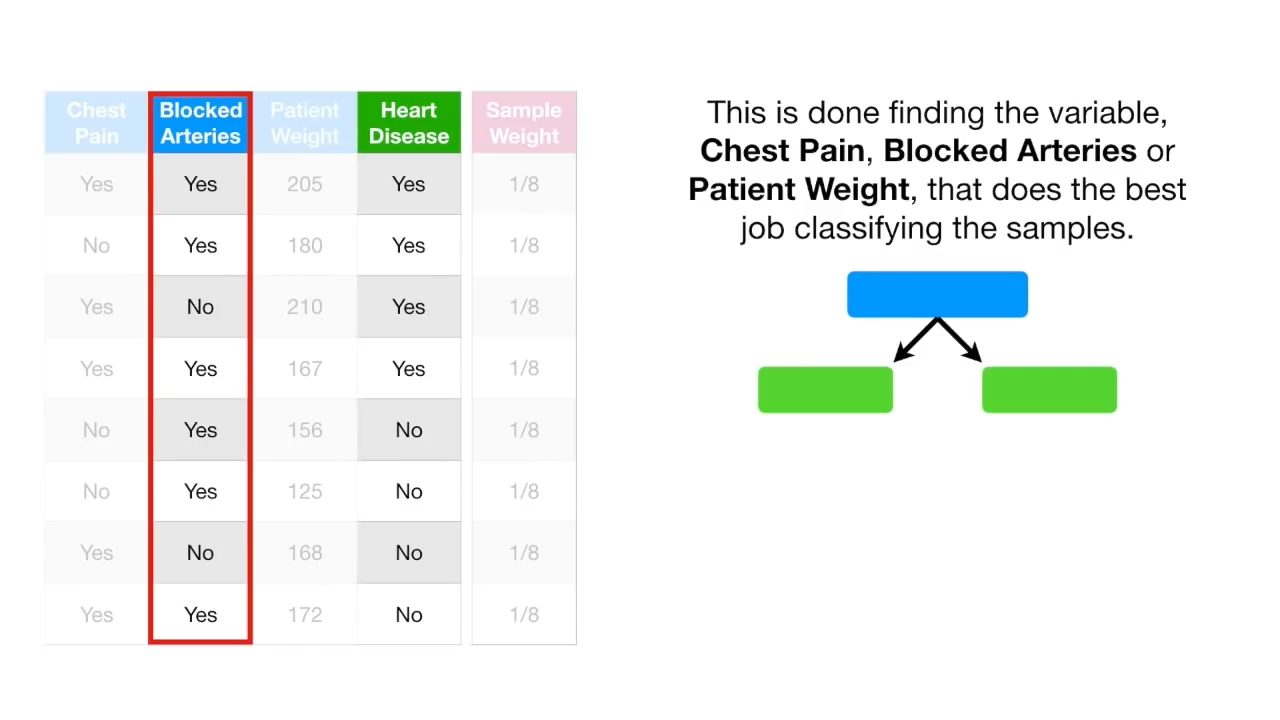 Chest Pain Blocked Arteries Patient Weight Heart Disease Sample Weight
Yes Yes 205 Yes 1/8
No Yes 180 Yes 1/8
Yes No 210 Yes 1/8
Yes Yes 167 Yes 1/8
No Yes 156 No 1/8
No Yes 125 No 1/8
Yes No 168 No 1/8
Yes Yes 172 No 1/8
This is done finding the variable,
Chest Pain, Blocked Arteries or
Patient Weight, that does the best
job classifying the samples.